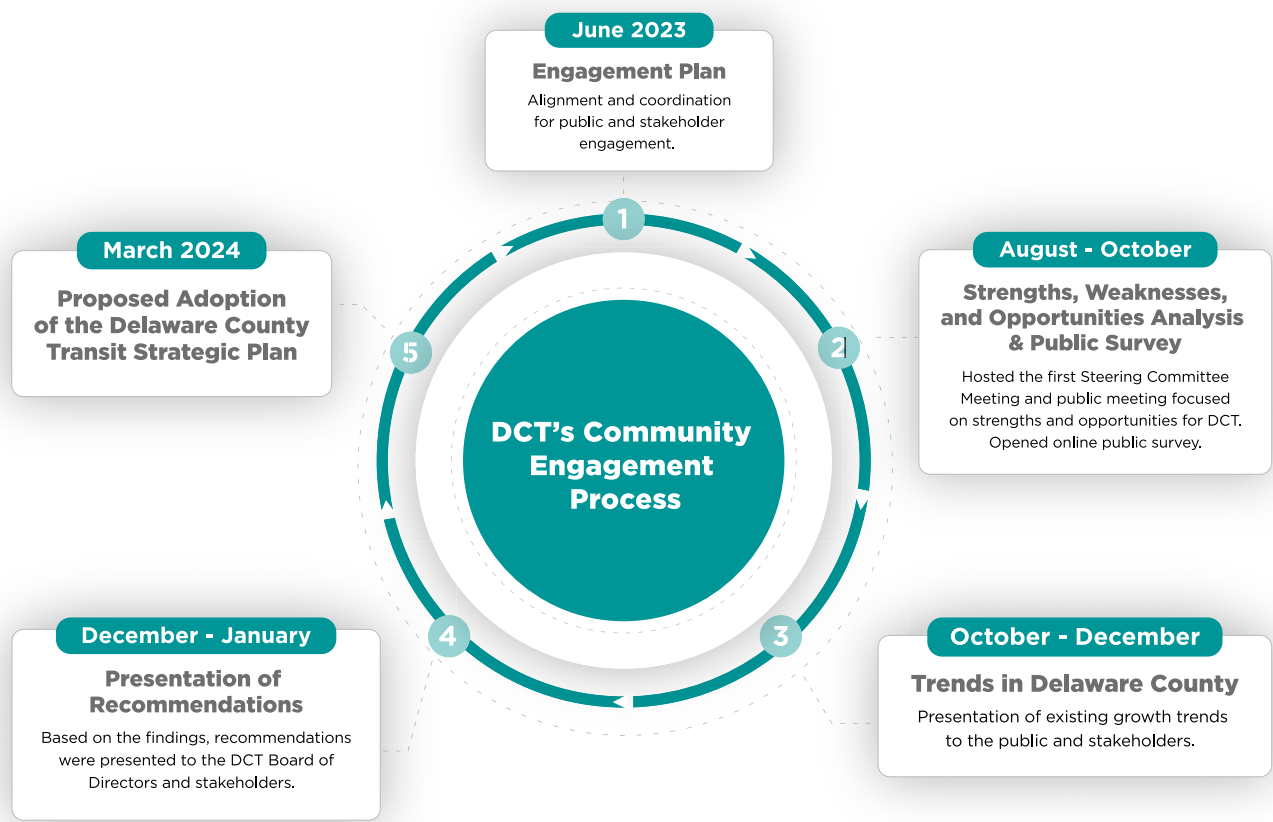 June 2023
Engagement Plan
Alignment and coordination
for public and stakeholder
engagement.
1
August - October
Strengths, Weaknesses,
and Opportunities Analysis
& Public Survey
Hosted the first Steering Committee
Meeting and public meeting focused
on strengths and opportunities for DCT.
Opened online public survey.
2
October - December
Trends in Delaware County
Presentation of existing growth trends
to the public and stakeholders.
3
December - January
Presentation of
Recommendations
Based on the findings, recommendations
were presented to the DCT Board of
Directors and stakeholders.
4
March 2024
Proposed Adoption
of the Delaware County
Transit Strategic Plan
5
DCT's Community
Engagement
Process